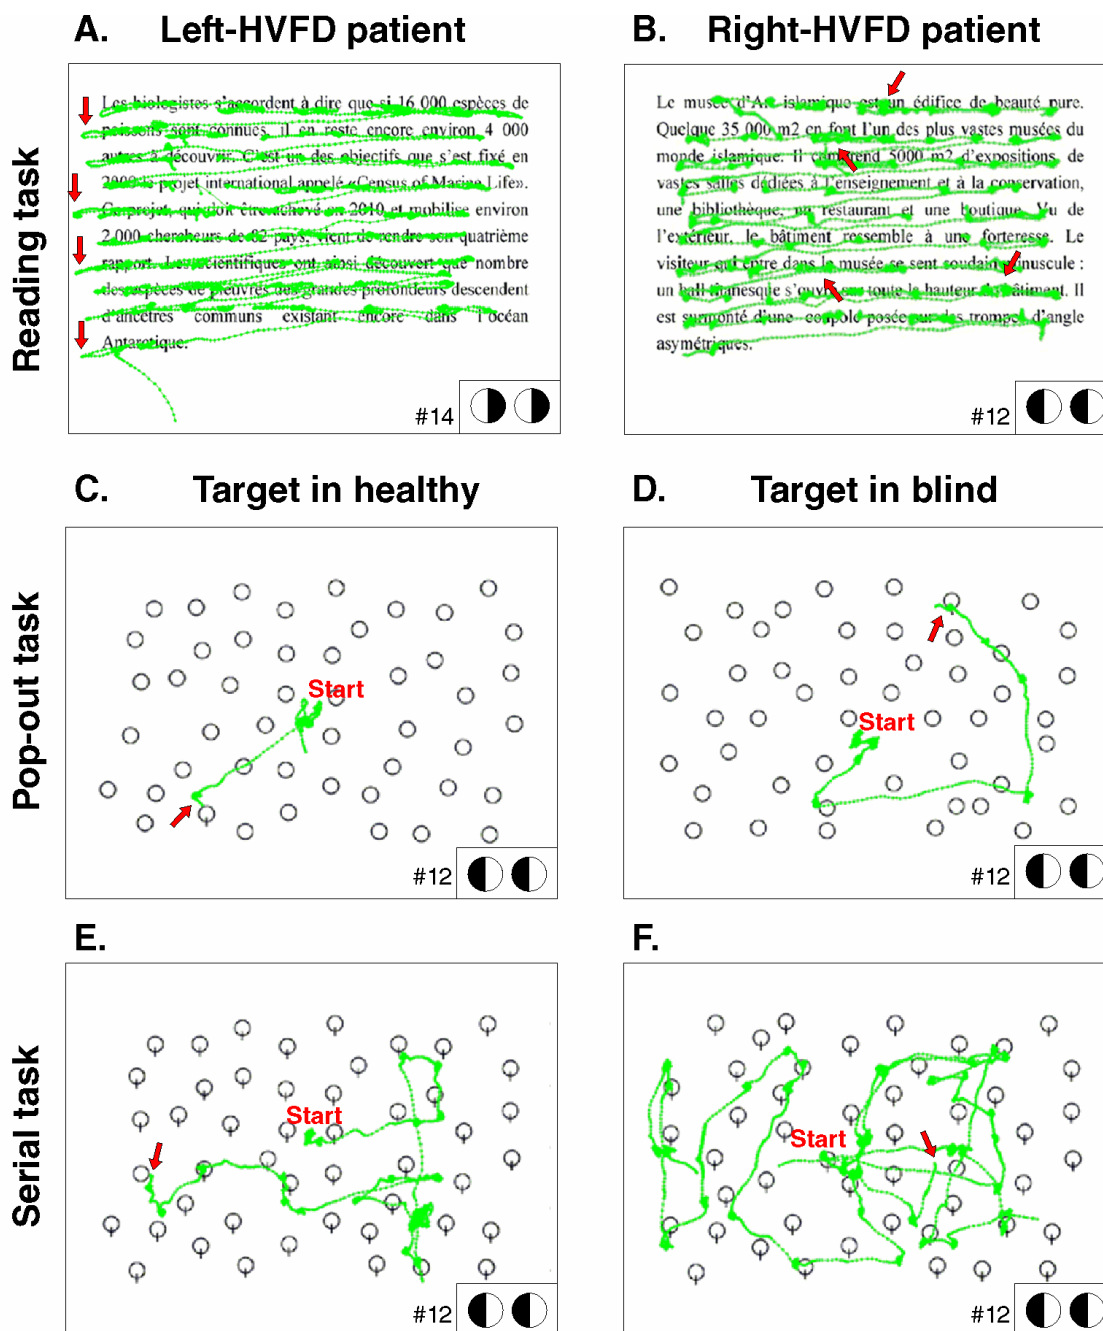 A. Left-HVFD patient
B. Right-HVFD patient
Reading task
Les biologistes s'accordent à dire que si 16 000 espèces de
poissons sont connues, il en reste encore environ 4 000
autres à découvrir. C'est un des objectifs que s'est fixé en
2000 le projet international appelé «Census of Marine Life».
Ce projet, qui doit être achevé en 2010 et mobilise environ
2 000 chercheurs de 82 pays, vient de rendre son quatrième
rapport. Les scientifiques ont ainsi découvert que nombre
des espèces de pieuvres des grandes profondeurs descendent
d'ancêtres communs existant encore dans l'océan
Antarctique.
#14
Le musée d'Art islamique est un édifice de beauté pure.
Quelque 35 000 m2 en font l'un des plus vastes musées du
monde islamique. Il comprend 5000 m2 d'expositions, de
vastes salles dédiées à l'enseignement et à la conservation,
une bibliothèque, un restaurant et une boutique. Vu de
l'extérieur, le bâtiment ressemble à une forteresse. Le
visiteur qui entre dans le musée se sent soudain minuscule :
un hall s'ouvre sur toute la hauteur du bâtiment. Il
est surmonté d'une coupole posée sur des trompes d'angle
asymétriques.
#12
C. Target in healthy
D. Target in blind
Pop-out task
Start
#12
Start
#12
E.
F.
Serial task
Start
#12
Start
#12